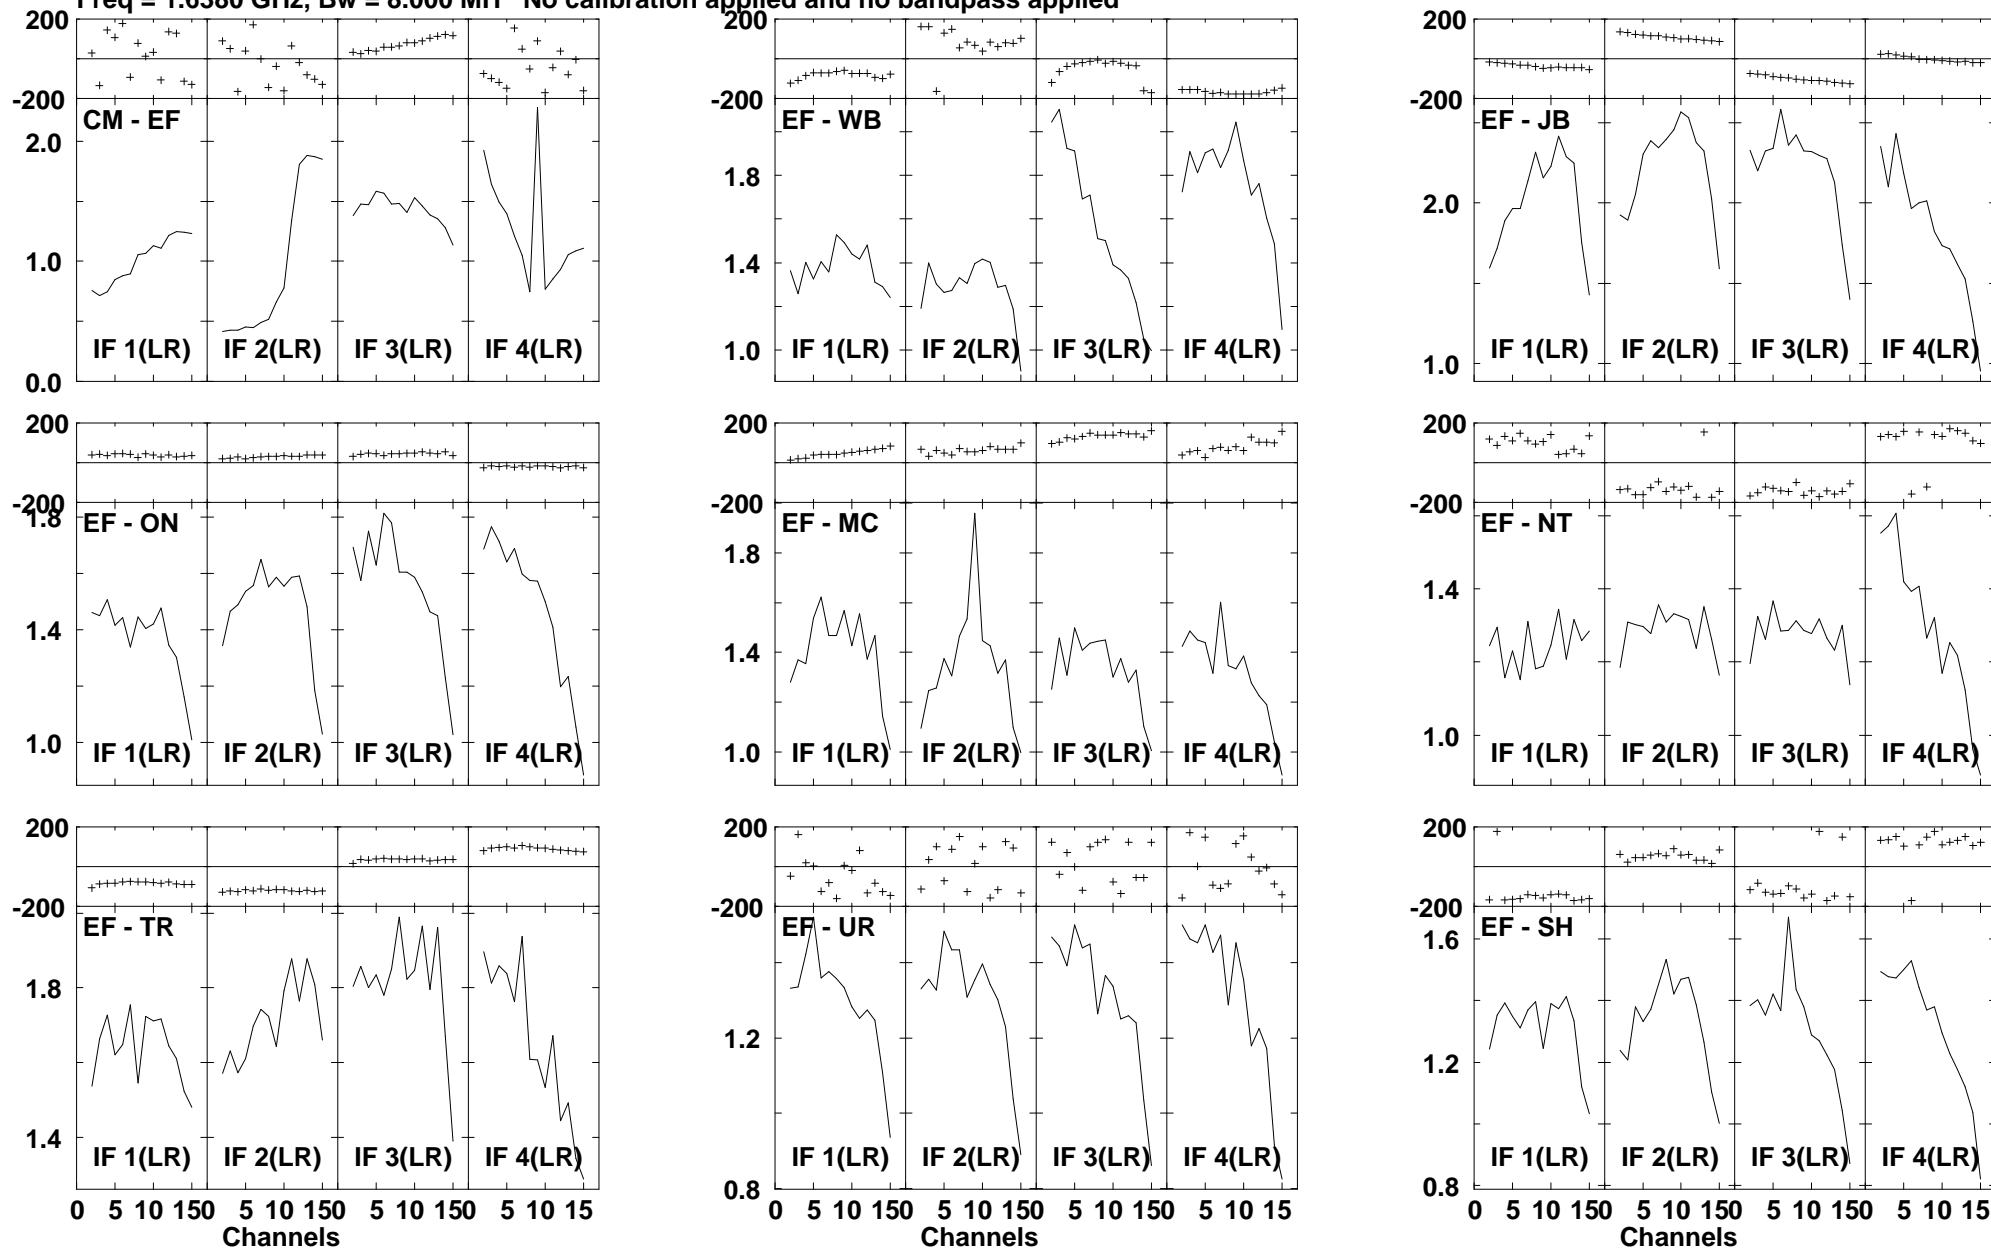 Freq = 1.6380 GHz, Bw = 8.000 MH No calibration applied and no bandpass applied
200 200 200
-200 -200 -200
CM - EF EF - WB EF - JB
2.0 1.8 2.0
1.0 1.4
IF 1(LR) IF 2(LR) IF 3(LR) IF 4(LR) IF 1(LR) IF 2(LR) IF 3(LR) IF 4(LR) IF 1(LR) IF 2(LR) IF 3(LR) IF 4(LR)
0.0 1.0 1.0
200 200 200
-200 -200 -200
1.8
EF - ON EF - MC EF - NT
1.8
1.4 1.4 1.4
1.0 1.0 1.0
IF 1(LR) IF 2(LR) IF 3(LR) IF 4(LR) IF 1(LR) IF 2(LR) IF 3(LR) IF 4(LR) IF 1(LR) IF 2(LR) IF 3(LR) IF 4(LR)
200 200 200
-200 -200 -200
EF - TR EF - UR EF - SH
1.8 1.6
1.2 1.2
1.4
IF 1(LR) IF 2(LR) IF 3(LR) IF 4(LR) IF 1(LR) IF 2(LR) IF 3(LR) IF 4(LR) IF 1(LR) IF 2(LR) IF 3(LR) IF 4(LR)
0.8 0.8
0 5 10 150 5 10 150 5 10 150 5 10 15 0 5 10 150 5 10 150 5 10 150 5 10 15 0 5 10 150 5 10 150 5 10 150 5 10 15
Channels Channels Channels